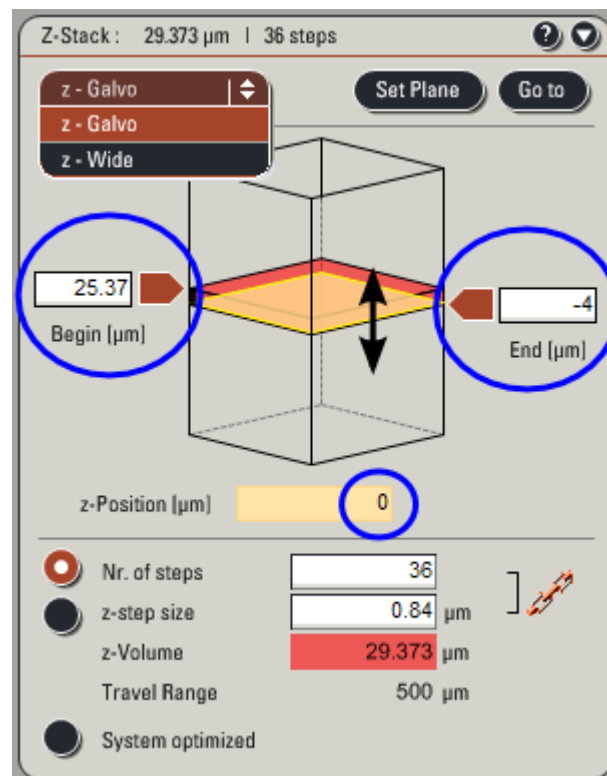 Z-Stack : 29.373 µm | 36 steps ?
z - Galvo Set Plane Go to
z - Galvo
z - Wide
25.37
Begin [µm]
-4
End [µm]
z-Position [µm] 0
Nr. of steps 36
z-step size 0.84 µm
z-Volume 29.373 µm
Travel Range 500 µm
System optimized